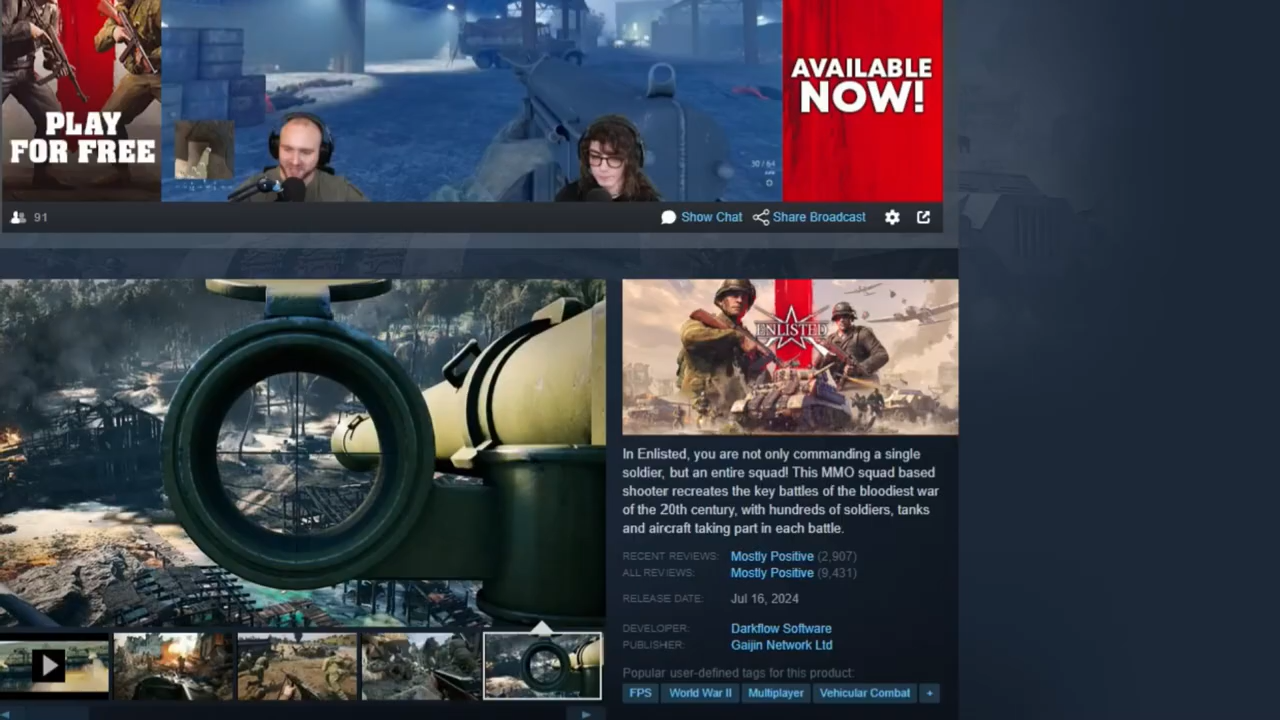 PLAY
FOR FREE
AVAILABLE
NOW!
30 / 64
91
Show Chat
Share Broadcast
ENLISTED
In Enlisted, you are not only commanding a single
soldier, but an entire squad! This MMO squad based
shooter recreates the key battles of the bloodiest war
of the 20th century, with hundreds of soldiers, tanks
and aircraft taking part in each battle.
RECENT REVIEWS: Mostly Positive (2,907)
ALL REVIEWS: Mostly Positive (9,431)
RELEASE DATE: Jul 16, 2024
DEVELOPER: Darkflow Software
PUBLISHER: Gaijin Network Ltd
Popular user-defined tags for this product:
FPS World War II Multiplayer Vehicular Combat +